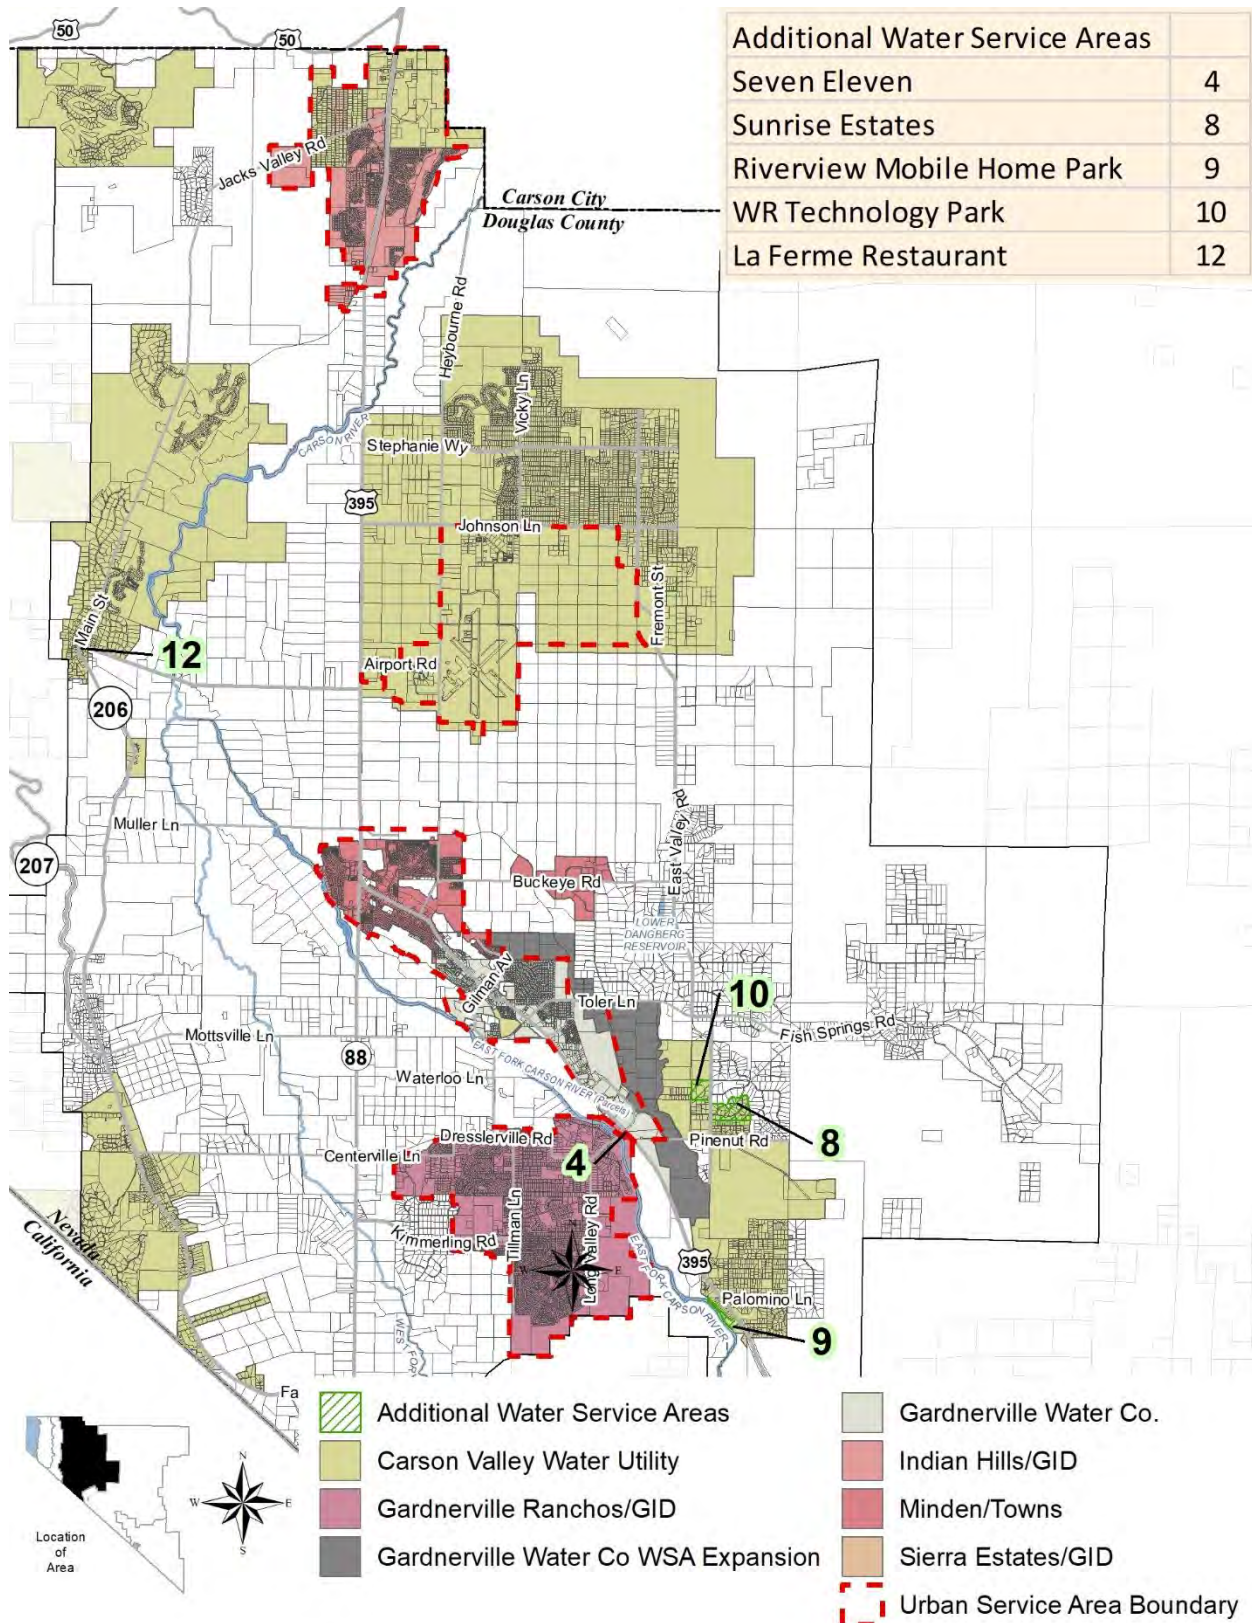 50
50
Additional Water Service Areas
Seven Eleven 4
Sunrise Estates 8
Riverview Mobile Home Park 9
WR Technology Park 10
La Ferme Restaurant 12
Jacks Valley Rd
Carson City
Douglas County
Heybourne Rd
Vicky Ln
CARSON RIVER
Stephanie Wy
395
Johnson Ln
Main St
Fremont St
12
Airport Rd
206
Muller Ln
207
East Valley Rd
Buckeye Rd
LOWER
DANGBERG
RESERVOIR
Gilman Av
10
Toler Ln
Fish Springs Rd
Mottsville Ln
88
EAST FORK CARSON RIVER (Parcels)
Waterloo Ln
Dresslerville Rd
Pinenut Rd
Centerville Ln
4
8
Nevada
California
Kimmerling Rd
Tillman Ln
Long Valley Rd
N
W
E
EAST FORK CARSON RIVER
395
Palomino Ln
9
WEST FOR
Fa
Additional Water Service Areas
Carson Valley Water Utility
Gardnerville Ranchos/GID
Gardnerville Water Co WSA Expansion
Gardnerville Water Co.
Indian Hills/GID
Minden/Towns
Sierra Estates/GID
Urban Service Area Boundary
N
W
E
S
Location
of
Area